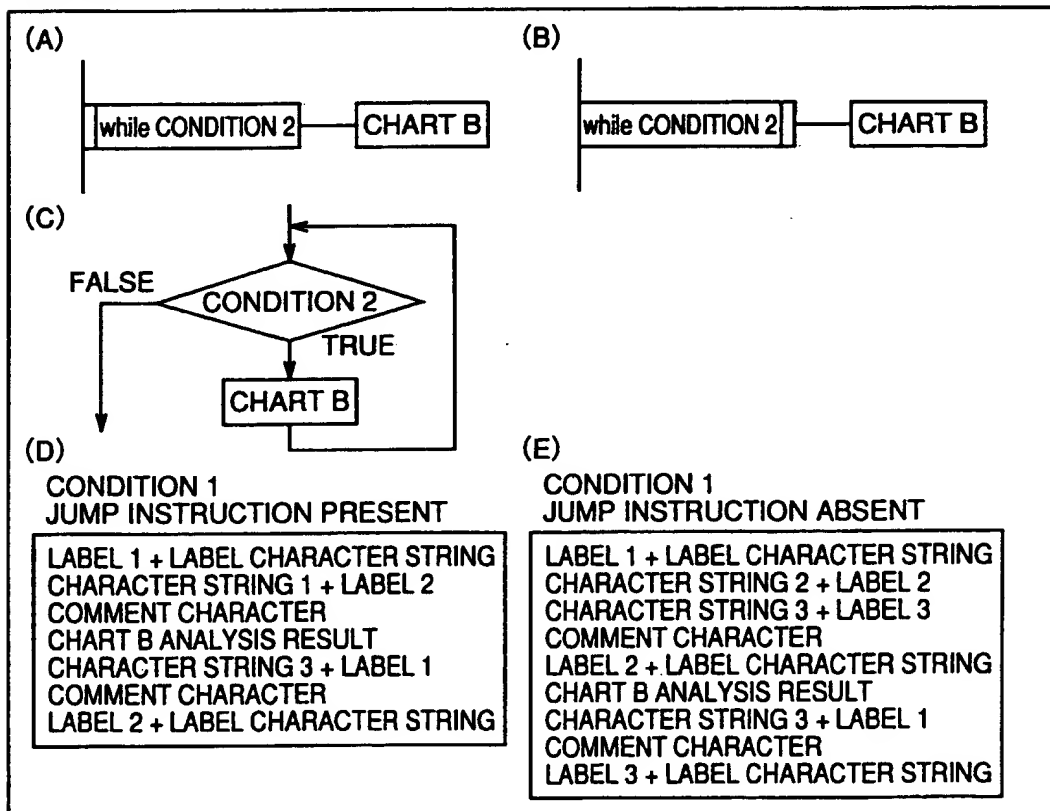 (A)
while CONDITION 2
CHART B
(B)
while CONDITION 2
CHART B
(C)
FALSE
CONDITION 2
TRUE
CHART B
(D)
CONDITION 1
JUMP INSTRUCTION PRESENT
LABEL 1 + LABEL CHARACTER STRING
CHARACTER STRING 1 + LABEL 2
COMMENT CHARACTER
CHART B ANALYSIS RESULT
CHARACTER STRING 3 + LABEL 1
COMMENT CHARACTER
LABEL 2 + LABEL CHARACTER STRING
(E)
CONDITION 1
JUMP INSTRUCTION ABSENT
LABEL 1 + LABEL CHARACTER STRING
CHARACTER STRING 2 + LABEL 2
CHARACTER STRING 3 + LABEL 3
COMMENT CHARACTER
LABEL 2 + LABEL CHARACTER STRING
CHART B ANALYSIS RESULT
CHARACTER STRING 3 + LABEL 1
COMMENT CHARACTER
LABEL 3 + LABEL CHARACTER STRING